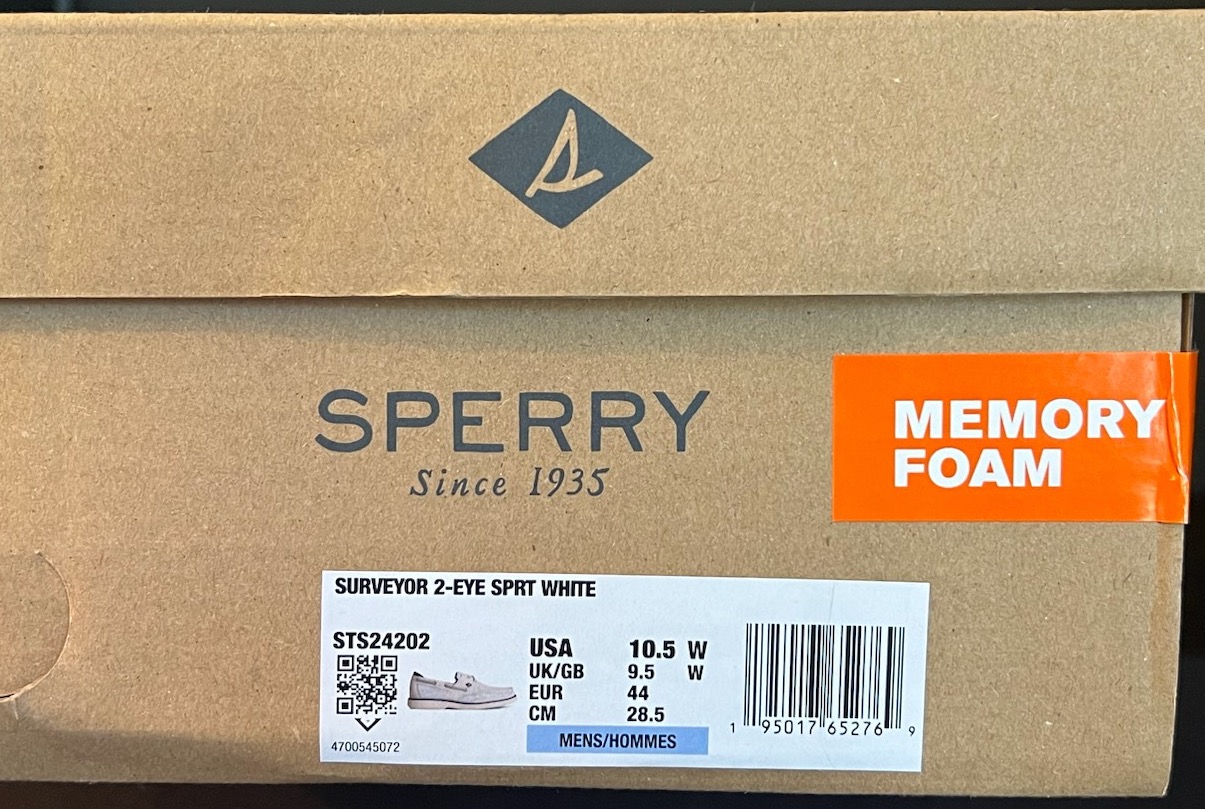 SPERRY
Since 1935
MEMORY
FOAM
SURVEYOR 2-EYE SPRT WHITE
STS24202
USA 10.5 W
UK/GB 9.5 W
EUR 44
CM 28.5
MENS/HOMMES
4700545072
1 95017 65276 9